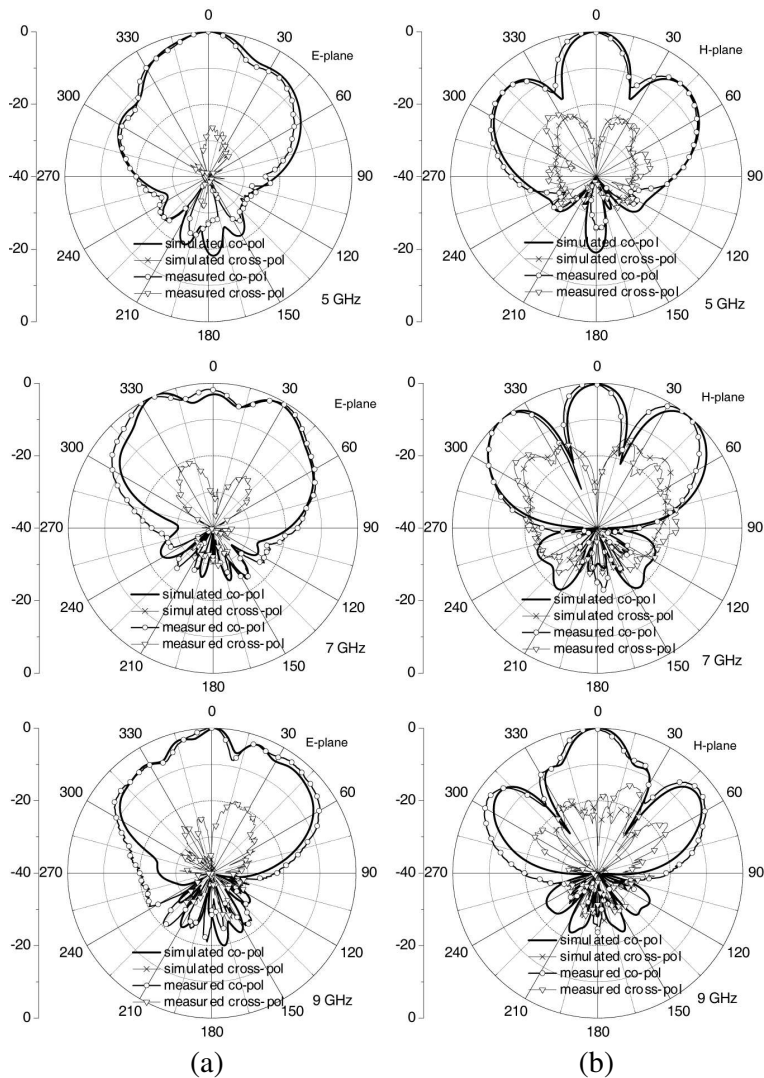 0
0
0
0
330
30
E-plane
330
30
H-plane
-20
300
60
-20
300
60
-40
270
90
-40
270
90
-20
240
120
-20
240
120
simulated co-pol
simulated cross-pol
measured co-pol
measured cross-pol
simulated co-pol
simulated cross-pol
measured co-pol
measured cross-pol
5 GHz
5 GHz
0
210
150
0
210
150
180
180
0
0
0
0
330
30
E-plane
330
30
H-plane
-20
300
60
-20
300
60
-40
270
90
-40
270
90
-20
240
120
-20
240
120
simulated co-pol
simulated cross-pol
measured co-pol
measured cross-pol
simulated co-pol
simulated cross-pol
measured co-pol
measured cross-pol
7 GHz
7 GHz
0
210
150
0
210
150
180
180
0
0
0
0
330
30
E-plane
330
30
H-plane
-20
300
60
-20
300
60
-40
270
90
-40
270
90
-20
240
120
-20
240
120
simulated co-pol
simulated cross-pol
measured co-pol
measured cross-pol
simulated co-pol
simulated cross-pol
measured co-pol
measured cross-pol
9 GHz
9 GHz
0
210
150
0
210
150
180
180
(a)
(b)